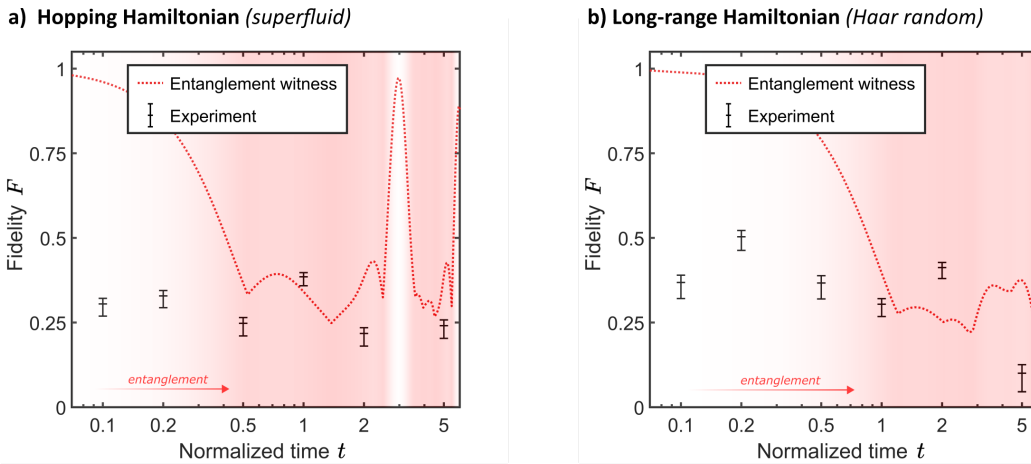 a) Hopping Hamiltonian (superfluid)
1
0.75
0.5
0.25
0
Fidelity F
Entanglement witness
Experiment
entanglement
0.1 0.2 0.5 1 2 5
Normalized time t
b) Long-range Hamiltonian (Haar random)
1
0.75
0.5
0.25
0
Fidelity F
Entanglement witness
Experiment
entanglement
0.1 0.2 0.5 1 2 5
Normalized time t